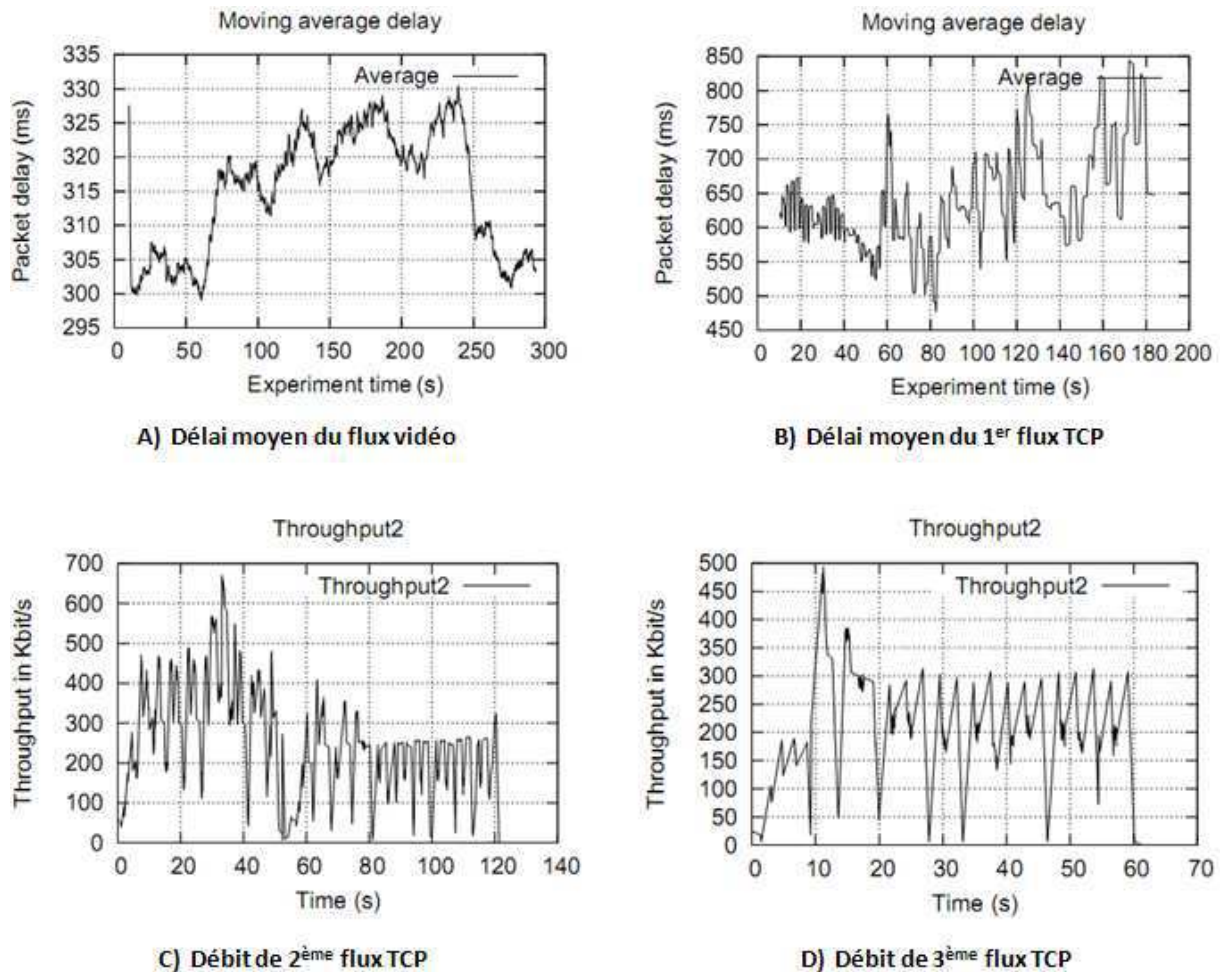 Moving average delay
335
330
325
320
315
310
305
300
295
Average
Packet delay (ms)
0 50 100 150 200 250 300
Experiment time (s)
A) Délai moyen du flux vidéo
Moving average delay
850
800
750
700
650
600
550
500
450
Average
Packet delay (ms)
0 20 40 60 80 100 120 140 160 180 200
Experiment time (s)
B) Délai moyen du 1er flux TCP
Throughput2
700
600
500
400
300
200
100
0
Throughput2
Throughput in Kbit/s
0 20 40 60 80 100 120 140
Time (s)
C) Débit de 2ème flux TCP
Throughput2
500
450
400
350
300
250
200
150
100
50
0
Throughput2
Throughput in Kbit/s
0 10 20 30 40 50 60 70
Time (s)
D) Débit de 3ème flux TCP